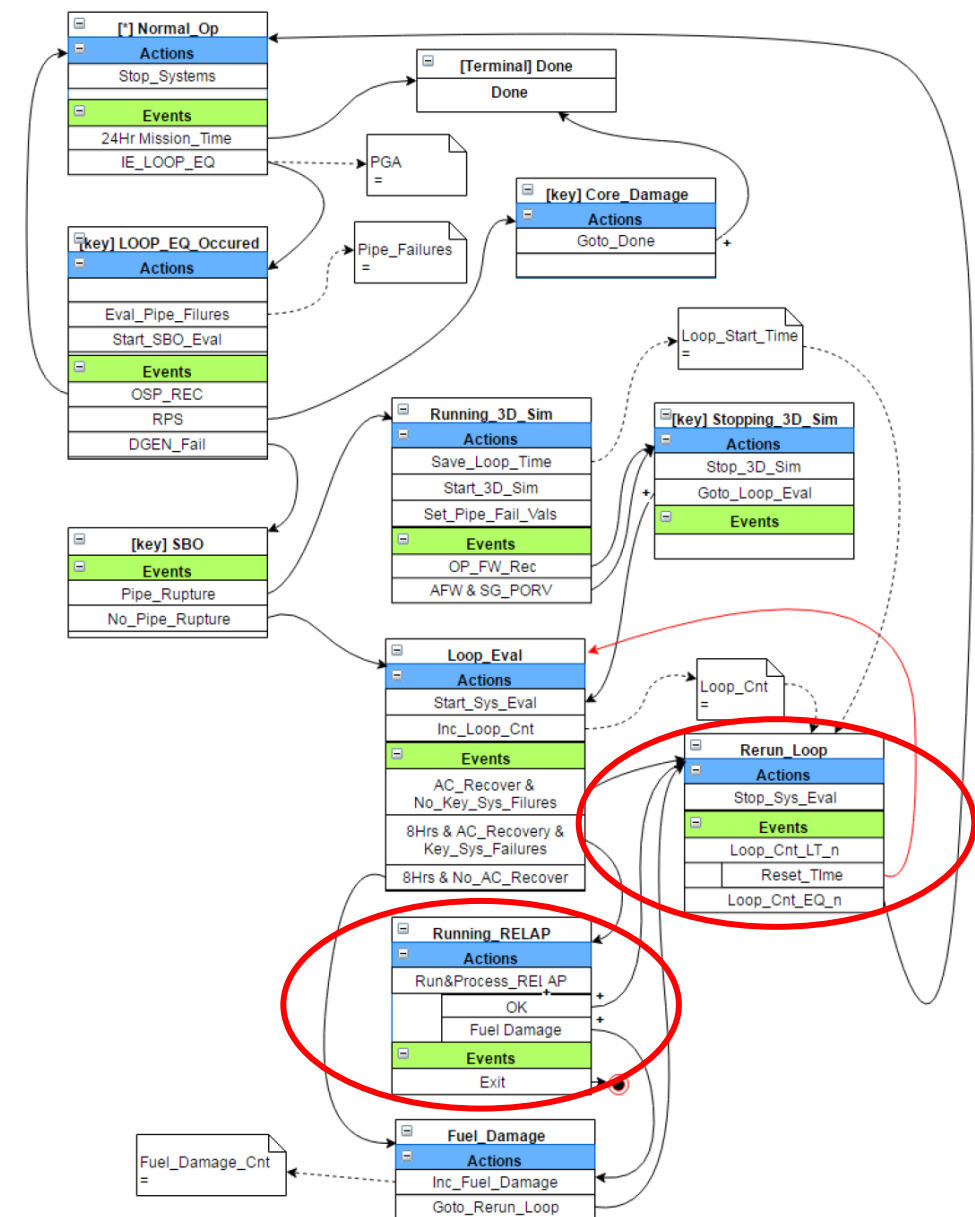 [*] Normal_Op
Actions
Stop_Systems
Events
24Hr Mission_Time
IE_LOOP_EQ
[Terminal] Done
Done
PGA
=
[key] Core_Damage
Actions
Goto_Done
+
[key] LOOP_EQ_Occured
Actions
Eval_Pipe_Filures
Start_SBO_Eval
Events
OSP_REC
RPS
DGEN_Fail
Pipe_Failures
=
Loop_Start_Time
=
Running_3D_Sim
Actions
Save_Loop_Time
Start_3D_Sim
Set_Pipe_Fail_Vals
Events
OP_FW_Rec
AFW & SG_PORV
[key] Stopping_3D_Sim
Actions
Stop_3D_Sim
Goto_Loop_Eval
+
Events
[key] SBO
Events
Pipe_Rupture
No_Pipe_Rupture
Loop_Eval
Actions
Start_Sys_Eval
Inc_Loop_Cnt
Events
AC_Recover &
No_Key_Sys_Filures
8Hrs & AC_Recovery &
Key_Sys_Failures
8Hrs & No_AC_Recover
Loop_Cnt
=
Rerun_Loop
Actions
Stop_Sys_Eval
Events
Loop_Cnt_LT_n
Reset_TIme
Loop_Cnt_EQ_n
Running_RELAP
Actions
Run&Process_RELAP
+
OK
+
Fuel Damage
+
Events
Exit
Fuel_Damage
Actions
Inc_Fuel_Damage
Goto_Rerun_Loop
Fuel_Damage_Cnt
=